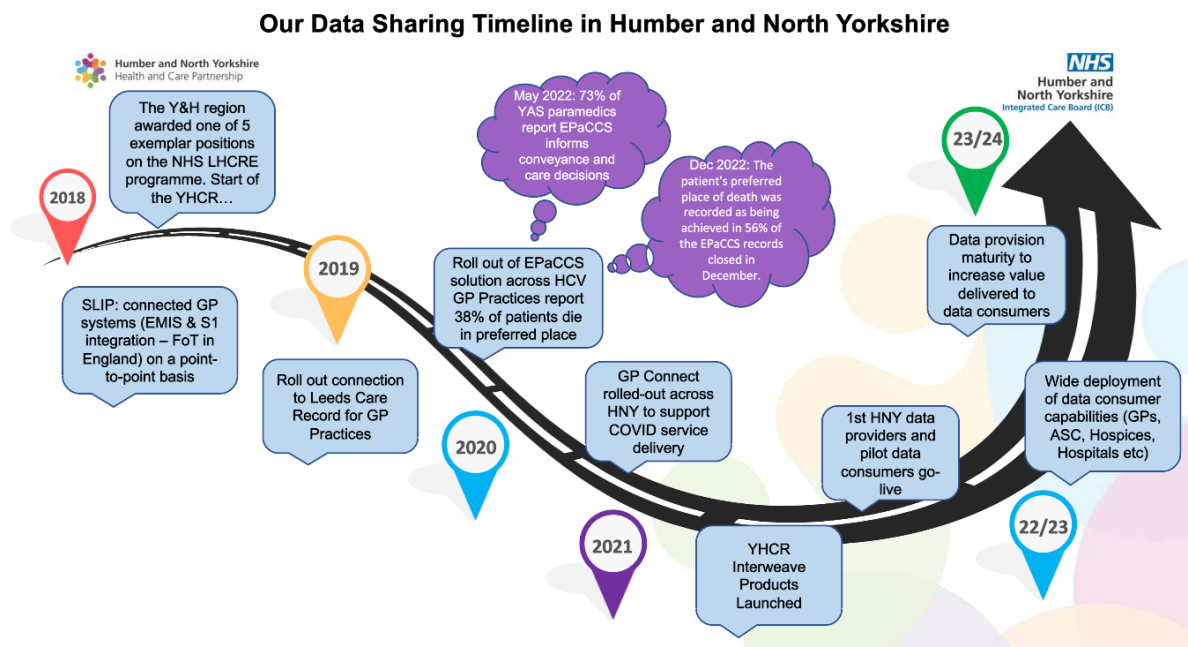 Our Data Sharing Timeline in Humber and North Yorkshire
Humber and North Yorkshire
Health and Care Partnership
NHS
Humber and
North Yorkshire
Integrated Care Board (ICB)
2018
The Y&H region
awarded one of 5
exemplar positions
on the NHS LHCRE
programme. Start of
the YHCR…
SLIP: connected GP
systems (EMIS & S1
integration – FoT in
England) on a point-
to-point basis
2019
Roll out connection
to Leeds Care
Record for GP
Practices
May 2022: 73% of
YAS paramedics
report EPaCCS
informs
conveyance and
care decisions
Dec 2022: The
patient's preferred
place of death was
recorded as being
achieved in 56% of
the EPaCCS records
closed in
December.
Roll out of EPaCCS
solution across HCV
GP Practices report
38% of patients die
in preferred place
2020
GP Connect
rolled-out across
HNY to support
COVID service
delivery
2021
YHCR
Interweave
Products
Launched
1st HNY data
providers and
pilot data
consumers go-
live
22/23
Wide deployment
of data consumer
capabilities (GPs,
ASC, Hospices,
Hospitals etc)
23/24
Data provision
maturity to
increase value
delivered to
data consumers